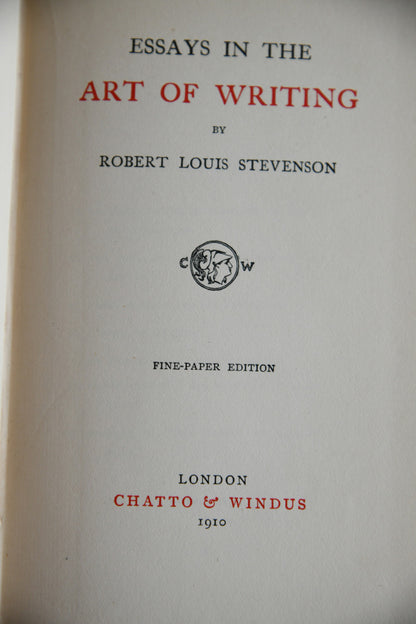 ESSAYS IN THE
ART OF WRITING
BY
ROBERT LOUIS STEVENSON
C W
FINE-PAPER EDITION
LONDON
CHATTO & WINDUS
1910